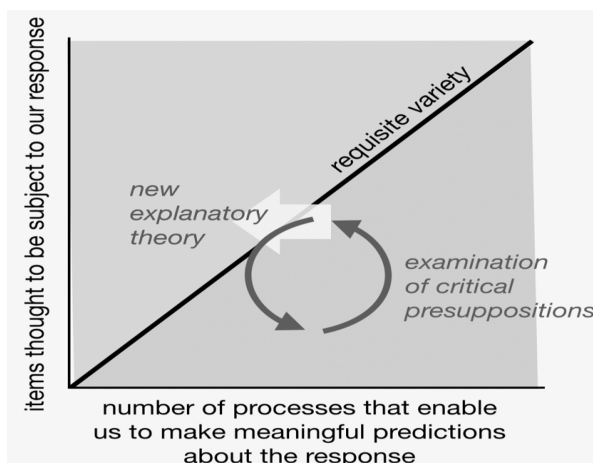 items thought to be subject to our response
requisite variety
new
explanatory
theory
examination
of critical
presuppositions
number of processes that enable
us to make meaningful predictions
about the response